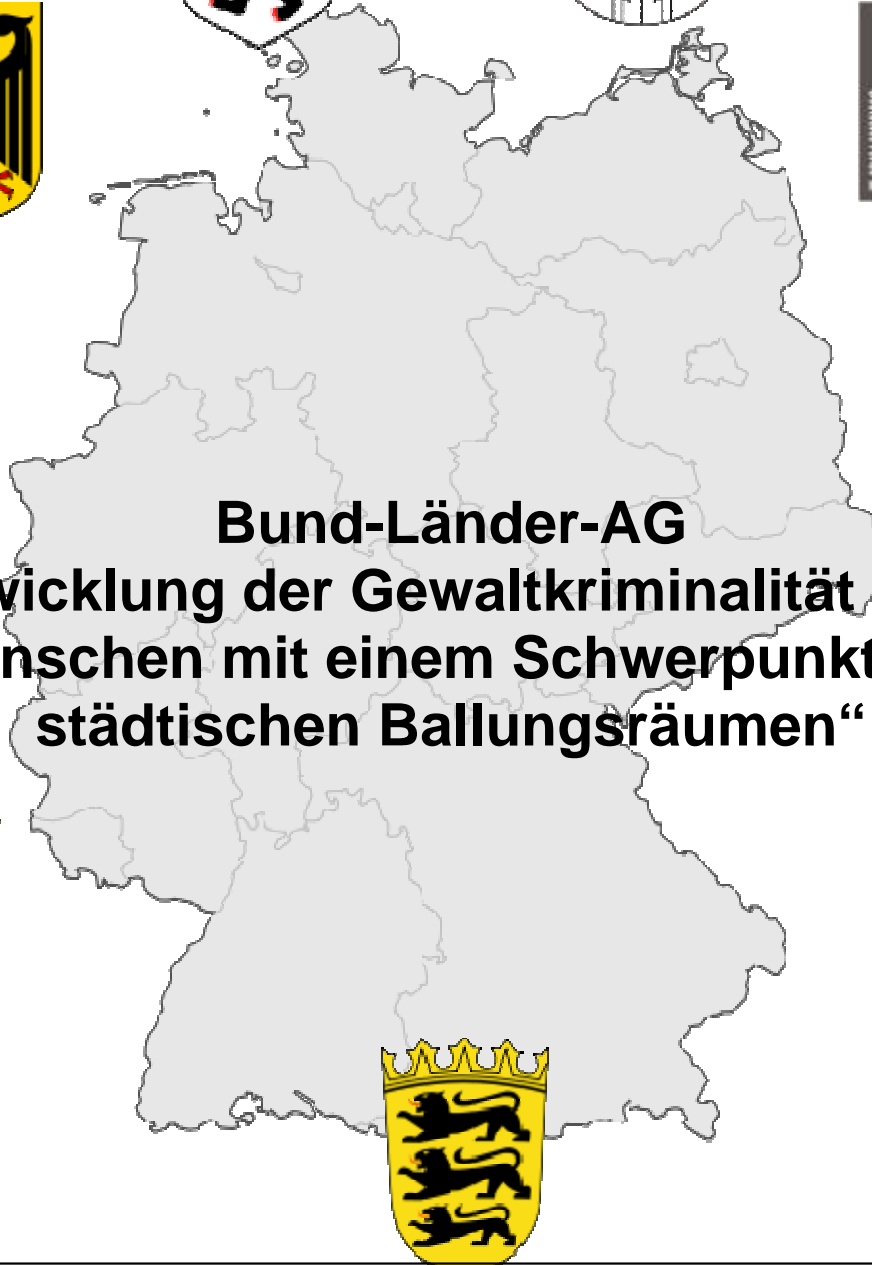 Bund-Länder-AG
wicklung der Gewaltkriminalität
nschen mit einem Schwerpunkt
städtischen Ballungsräumen“